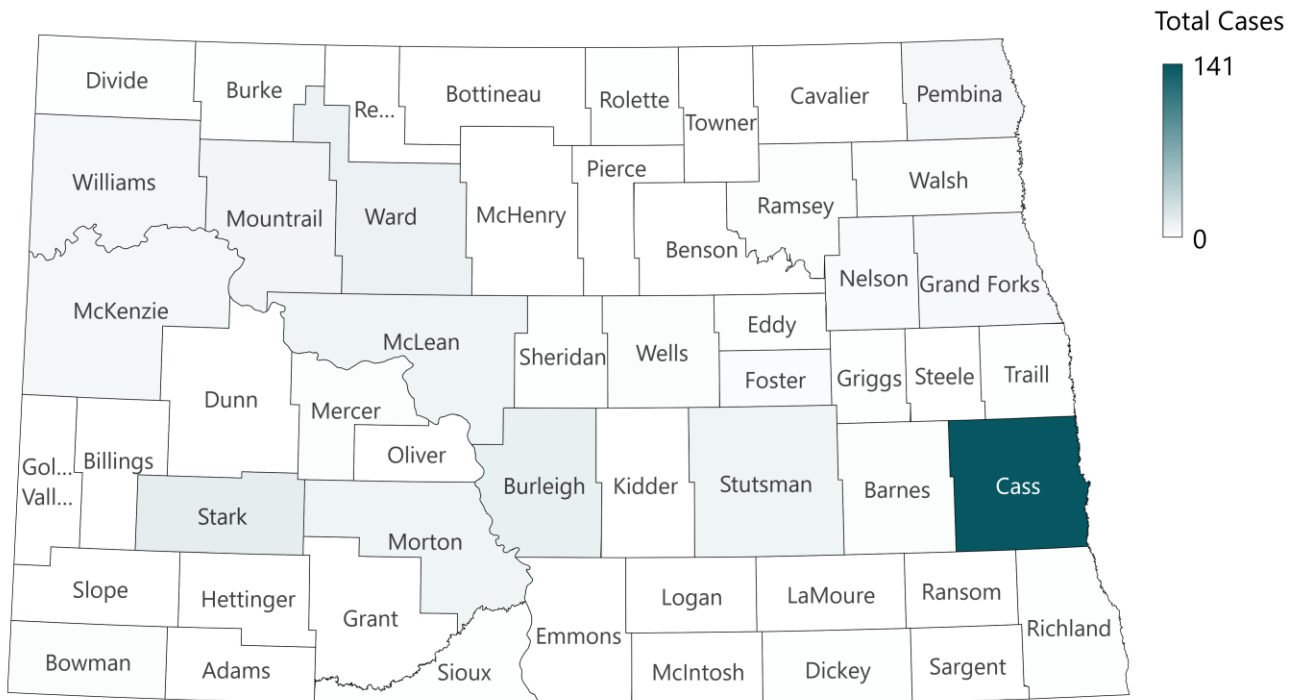 Total Cases
141
0
Divide
Burke
Re...
Bottineau
Rolette
Towner
Cavalier
Pembina
Williams
Mountrail
Ward
McHenry
Pierce
Benson
Ramsey
Walsh
Nelson
Grand Forks
McKenzie
McLean
Sheridan
Wells
Eddy
Foster
Griggs
Steele
Traill
Dunn
Mercer
Oliver
Gol...
Vall...
Billings
Stark
Morton
Burleigh
Kidder
Stutsman
Barnes
Cass
Slope
Hettinger
Grant
Emmons
Logan
LaMoure
Ransom
Richland
Bowman
Adams
Sioux
McIntosh
Dickey
Sargent